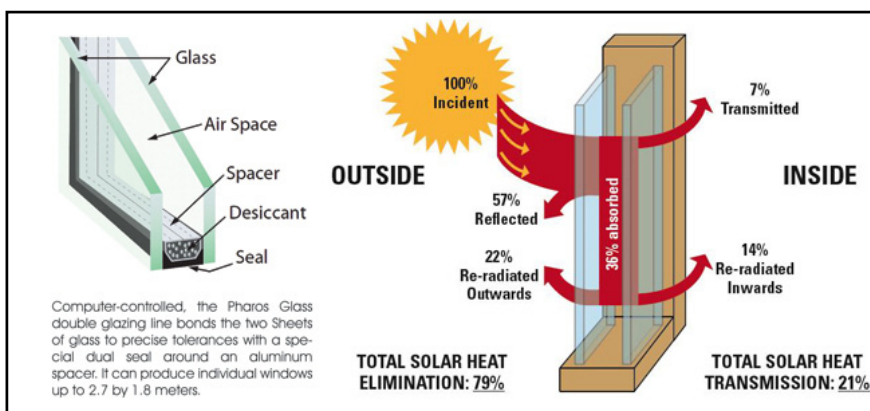 Glass
Air Space
Spacer
Desiccant
Seal
Computer-controlled, the Pharos Glass
double glazing line bonds the two Sheets
of glass to precise tolerances with a spe-
cial dual seal around an aluminum
spacer. It can produce individual windows
up to 2.7 by 1.8 meters.
100%
Incident
7%
Transmitted
OUTSIDE
INSIDE
57%
Reflected
36% absorbed
22%
Re-radiated
Outwards
14%
Re-radiated
Inwards
TOTAL SOLAR HEAT
ELIMINATION: 79%
TOTAL SOLAR HEAT
TRANSMISSION: 21%